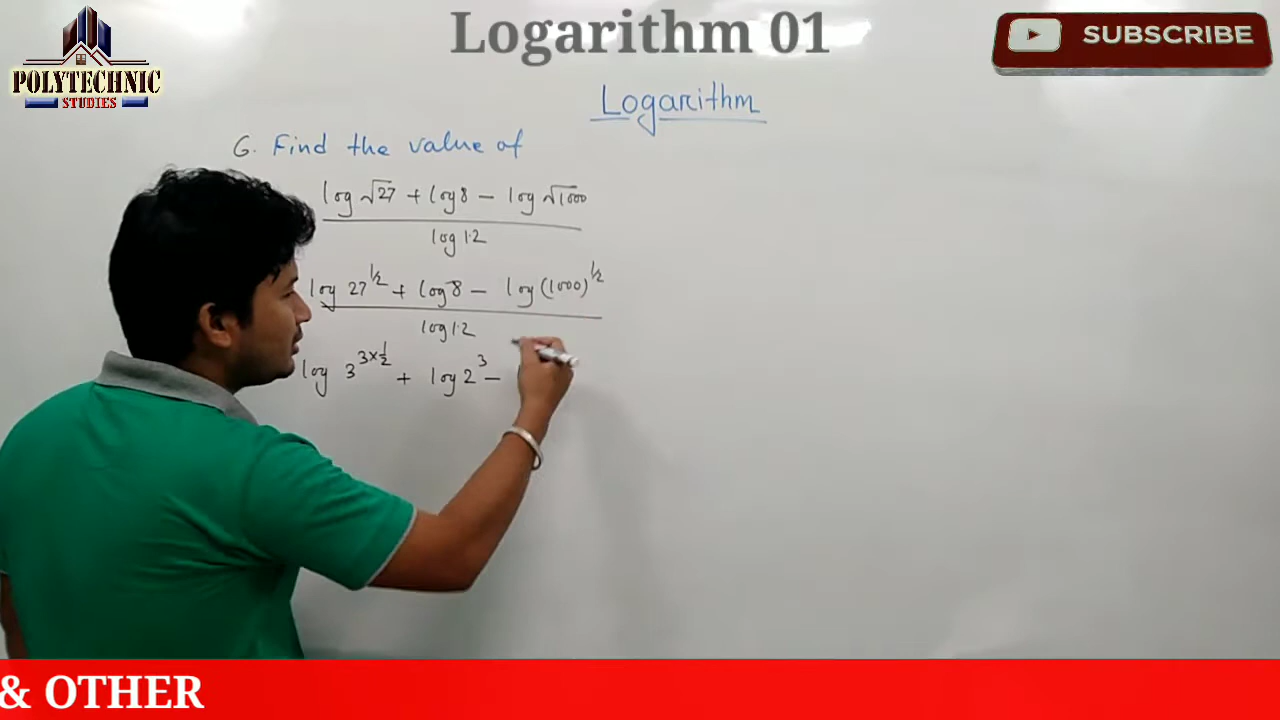 Logarithm 01
POLYTECHNIC
STUDIES
SUBSCRIBE
Logarithm
G. Find the value of
log √27 + log 8 − log √1000
log 1.2
log 27^1/2 + log 8 − log (1000)^1/2
log 1.2
log 3^3×1/2 + log 2^3 −
& OTHER